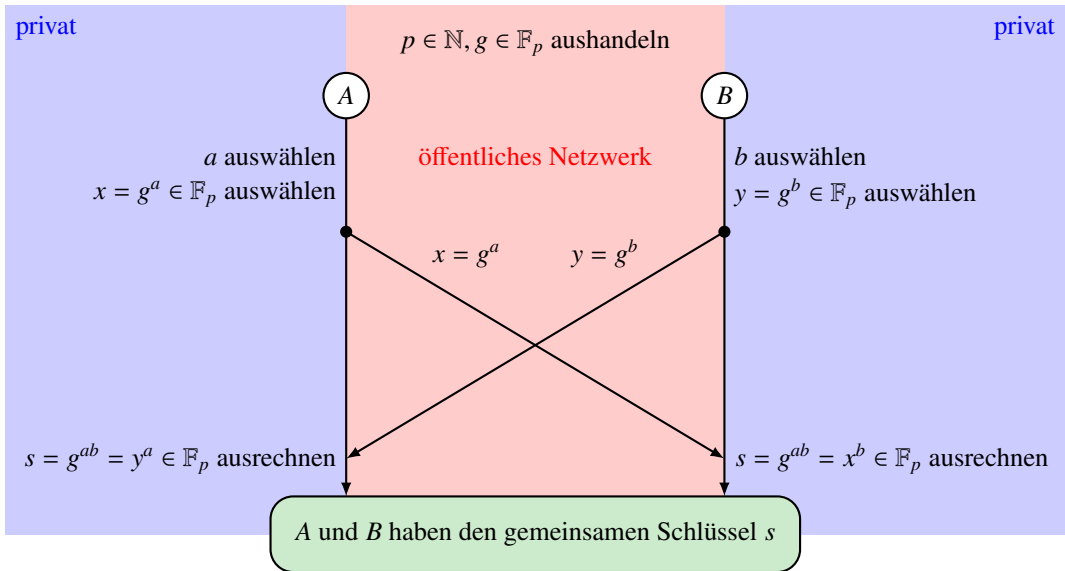 privat
privat
p ∈ ℕ, g ∈ 𝔽_p aushandeln
A
B
a auswählen
öffentliches Netzwerk
b auswählen
x = g^a ∈ 𝔽_p auswählen
y = g^b ∈ 𝔽_p auswählen
x = g^a
y = g^b
s = g^{ab} = y^a ∈ 𝔽_p ausrechnen
s = g^{ab} = x^b ∈ 𝔽_p ausrechnen
A und B haben den gemeinsamen Schlüssel s